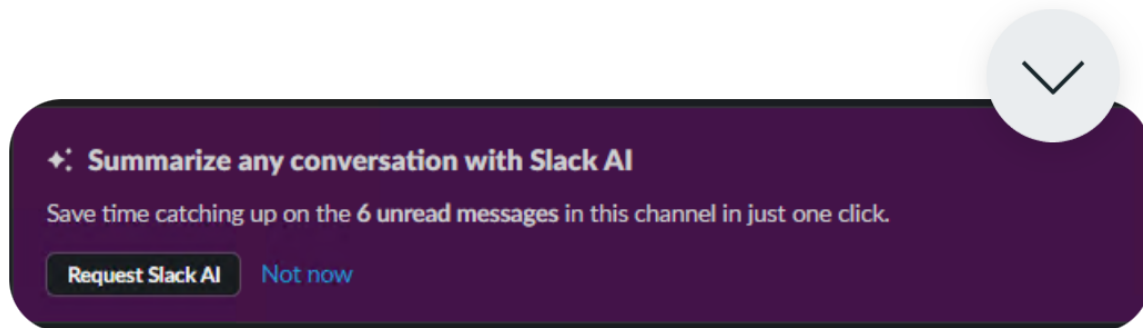 Summarize any conversation with Slack AI
Save time catching up on the 6 unread messages in this channel in just one click.
Request Slack AI Not now